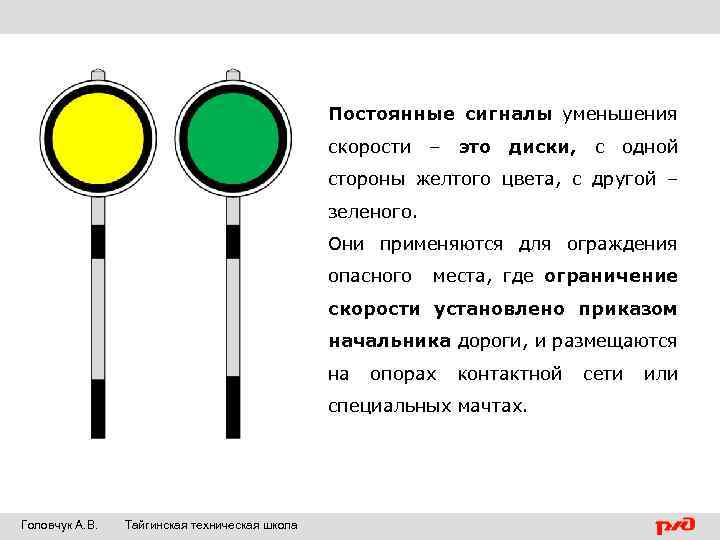 Постоянные сигналы уменьшения
скорости – это диски, с одной
стороны желтого цвета, с другой –
зеленого.
Они применяются для ограждения
опасного места, где ограничение
скорости установлено приказом
начальника дороги, и размещаются
на опорах контактной сети или
специальных мачтах.
Головчук А. В. Тайгинская техническая школа
ржд